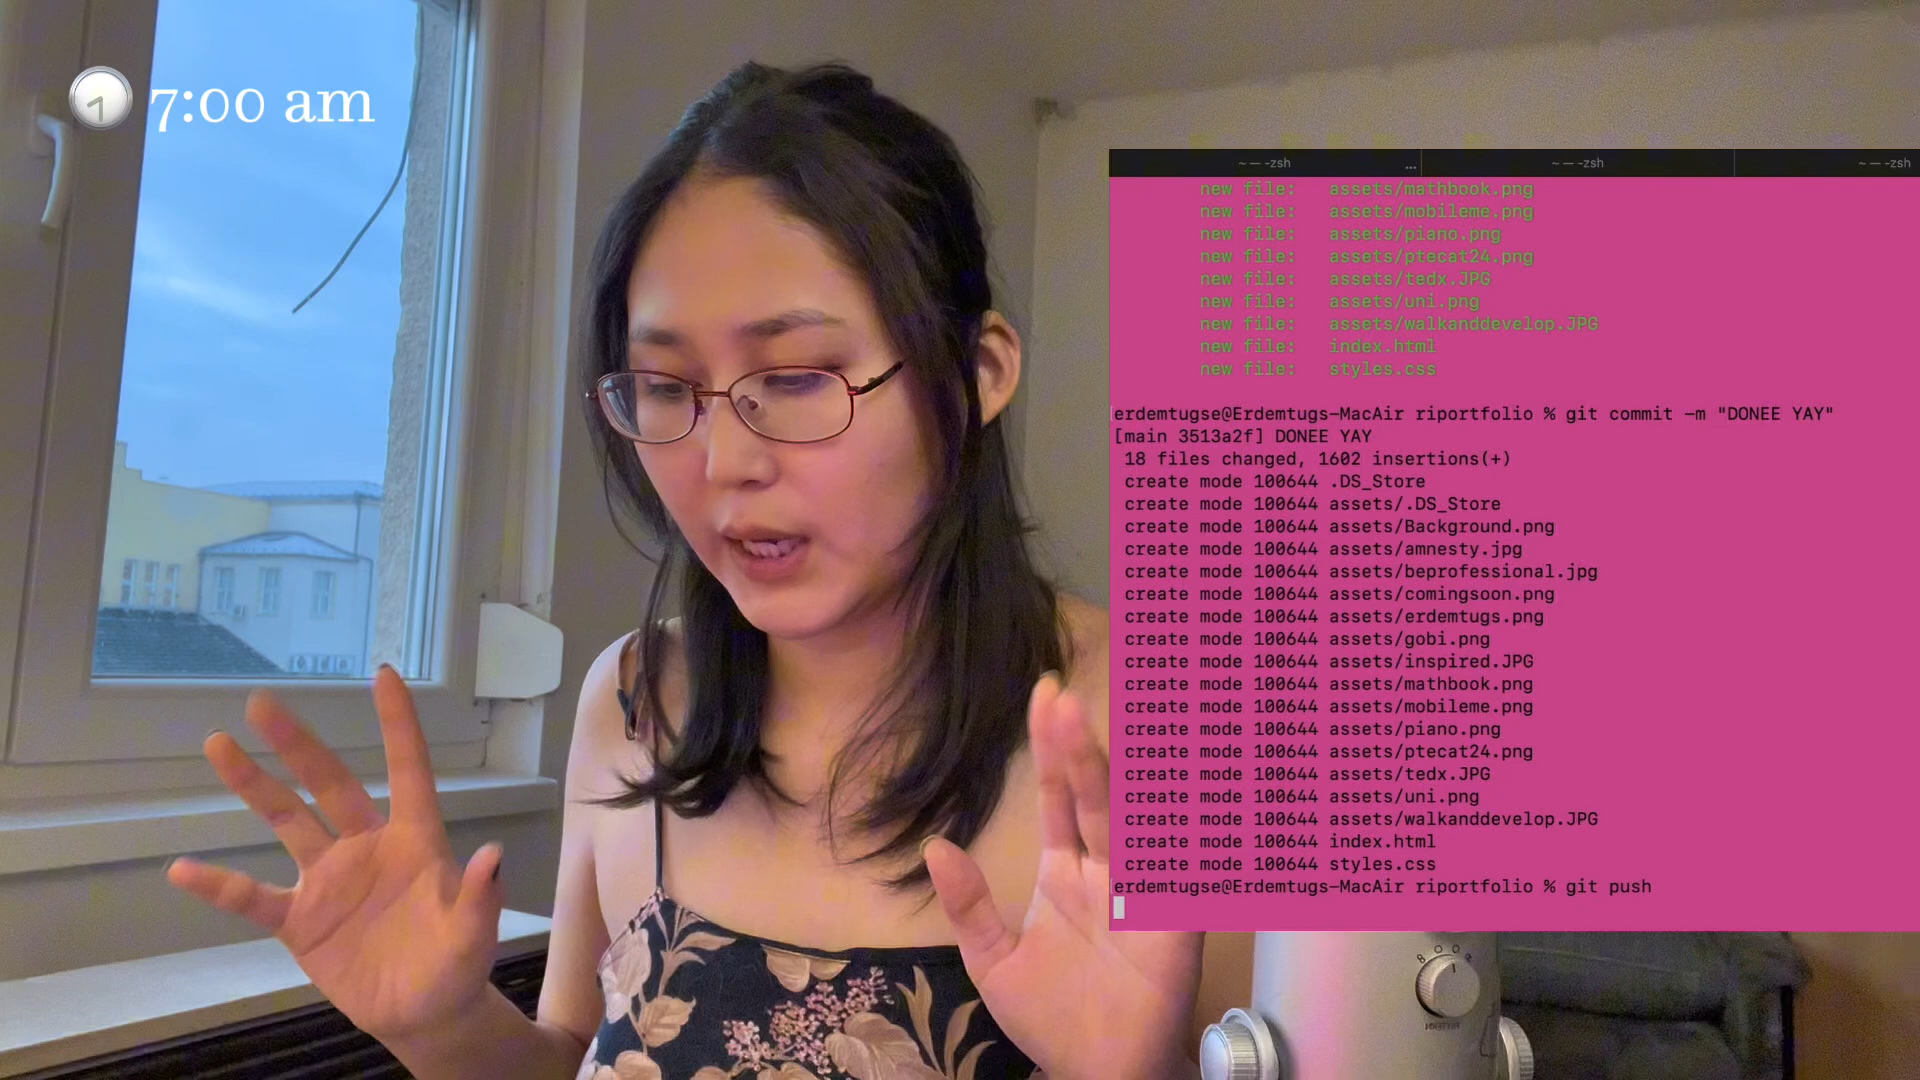 7:00 am
~ — -zsh ... ~ — -zsh ~ — -zsh
new file: assets/mathbook.png
new file: assets/mobileme.png
new file: assets/piano.png
new file: assets/ptecat24.png
new file: assets/tedx.JPG
new file: assets/uni.png
new file: assets/walkanddevelop.JPG
new file: index.html
new file: styles.css
erdemtugse@Erdemtugs-MacAir riportfolio % git commit -m "DONEE YAY"
[main 3513a2f] DONEE YAY
18 files changed, 1602 insertions(+)
create mode 100644 .DS_Store
create mode 100644 assets/.DS_Store
create mode 100644 assets/Background.png
create mode 100644 assets/amnesty.jpg
create mode 100644 assets/beprofessional.jpg
create mode 100644 assets/comingsoon.png
create mode 100644 assets/erdemtugs.png
create mode 100644 assets/gobi.png
create mode 100644 assets/inspired.JPG
create mode 100644 assets/mathbook.png
create mode 100644 assets/mobileme.png
create mode 100644 assets/piano.png
create mode 100644 assets/ptecat24.png
create mode 100644 assets/tedx.JPG
create mode 100644 assets/uni.png
create mode 100644 assets/walkanddevelop.JPG
create mode 100644 index.html
create mode 100644 styles.css
erdemtugse@Erdemtugs-MacAir riportfolio % git push